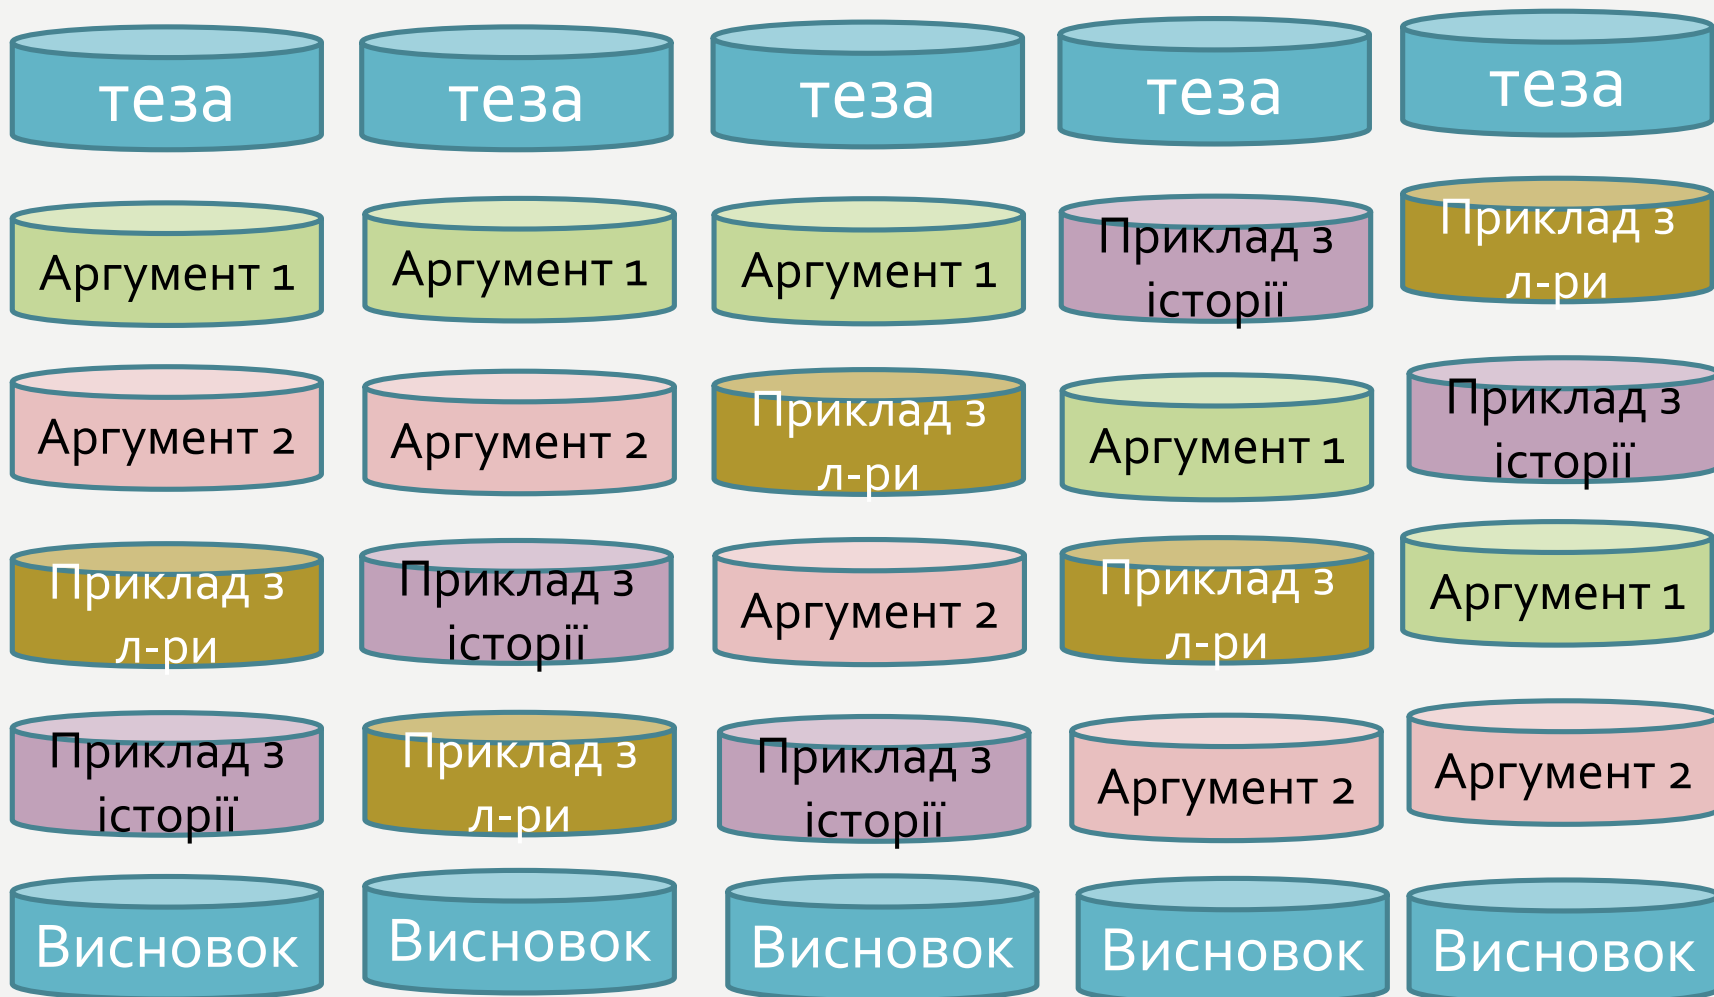 теза
теза
теза
теза
теза
Аргумент 1
Аргумент 1
Аргумент 1
Приклад з
історії
Приклад з
л-ри
Аргумент 2
Аргумент 2
Приклад з
л-ри
Аргумент 1
Приклад з
історії
Приклад з
л-ри
Приклад з
історії
Аргумент 2
Приклад з
л-ри
Аргумент 1
Приклад з
історії
Приклад з
л-ри
Приклад з
історії
Аргумент 2
Аргумент 2
Висновок
Висновок
Висновок
Висновок
Висновок